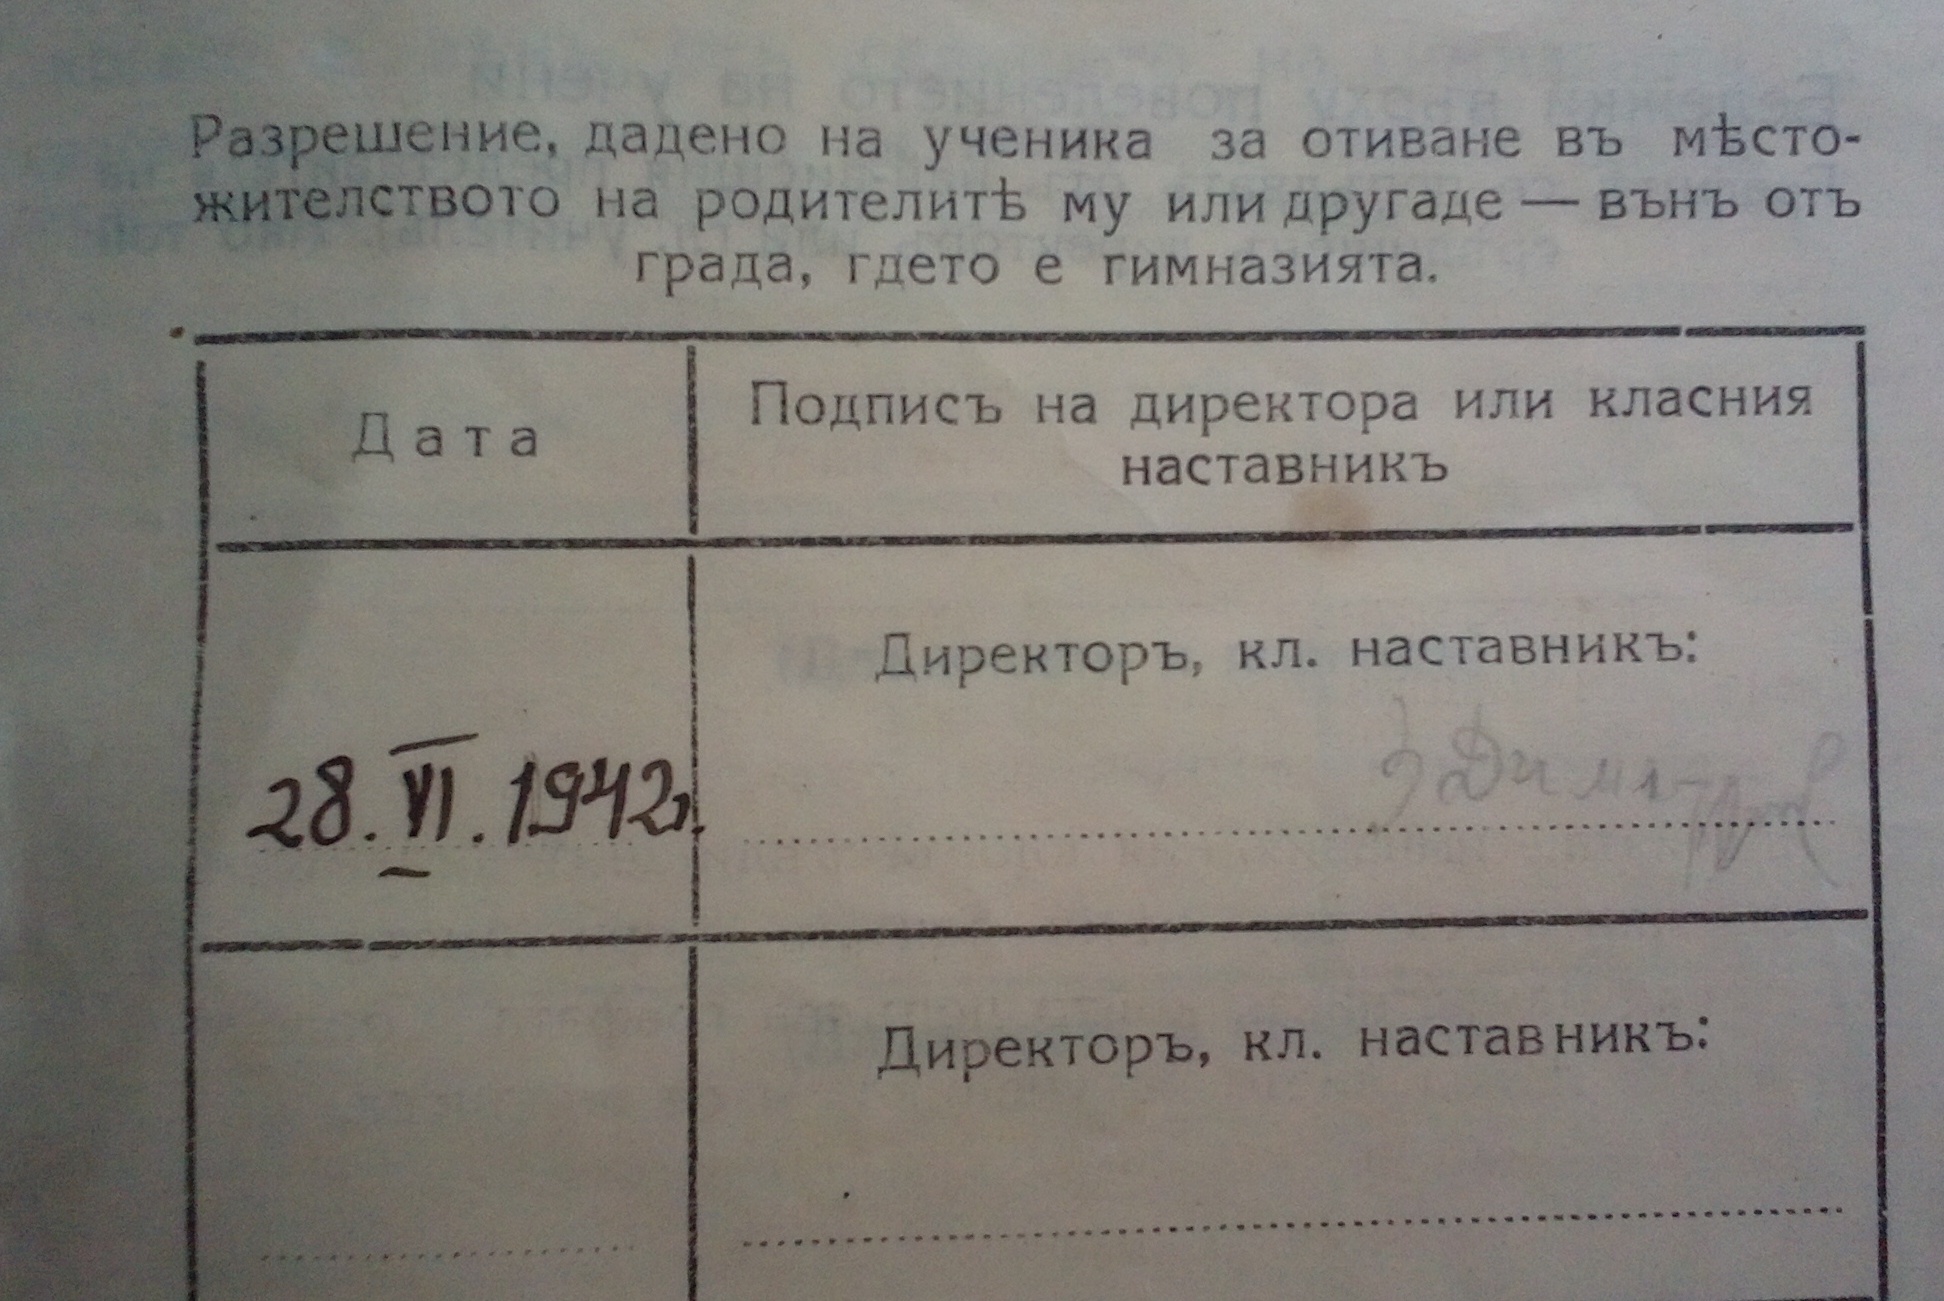 Разрешение, дадено на ученика за отиване въ мѣсто-
жителството на родителитѣ му или другаде — вънъ отъ
града, гдето е гимназията.
Дата
Подписъ на директора или класния
наставникъ
Директоръ, кл. наставникъ:
28. VI. 1942 г.
Директоръ, кл. наставникъ: